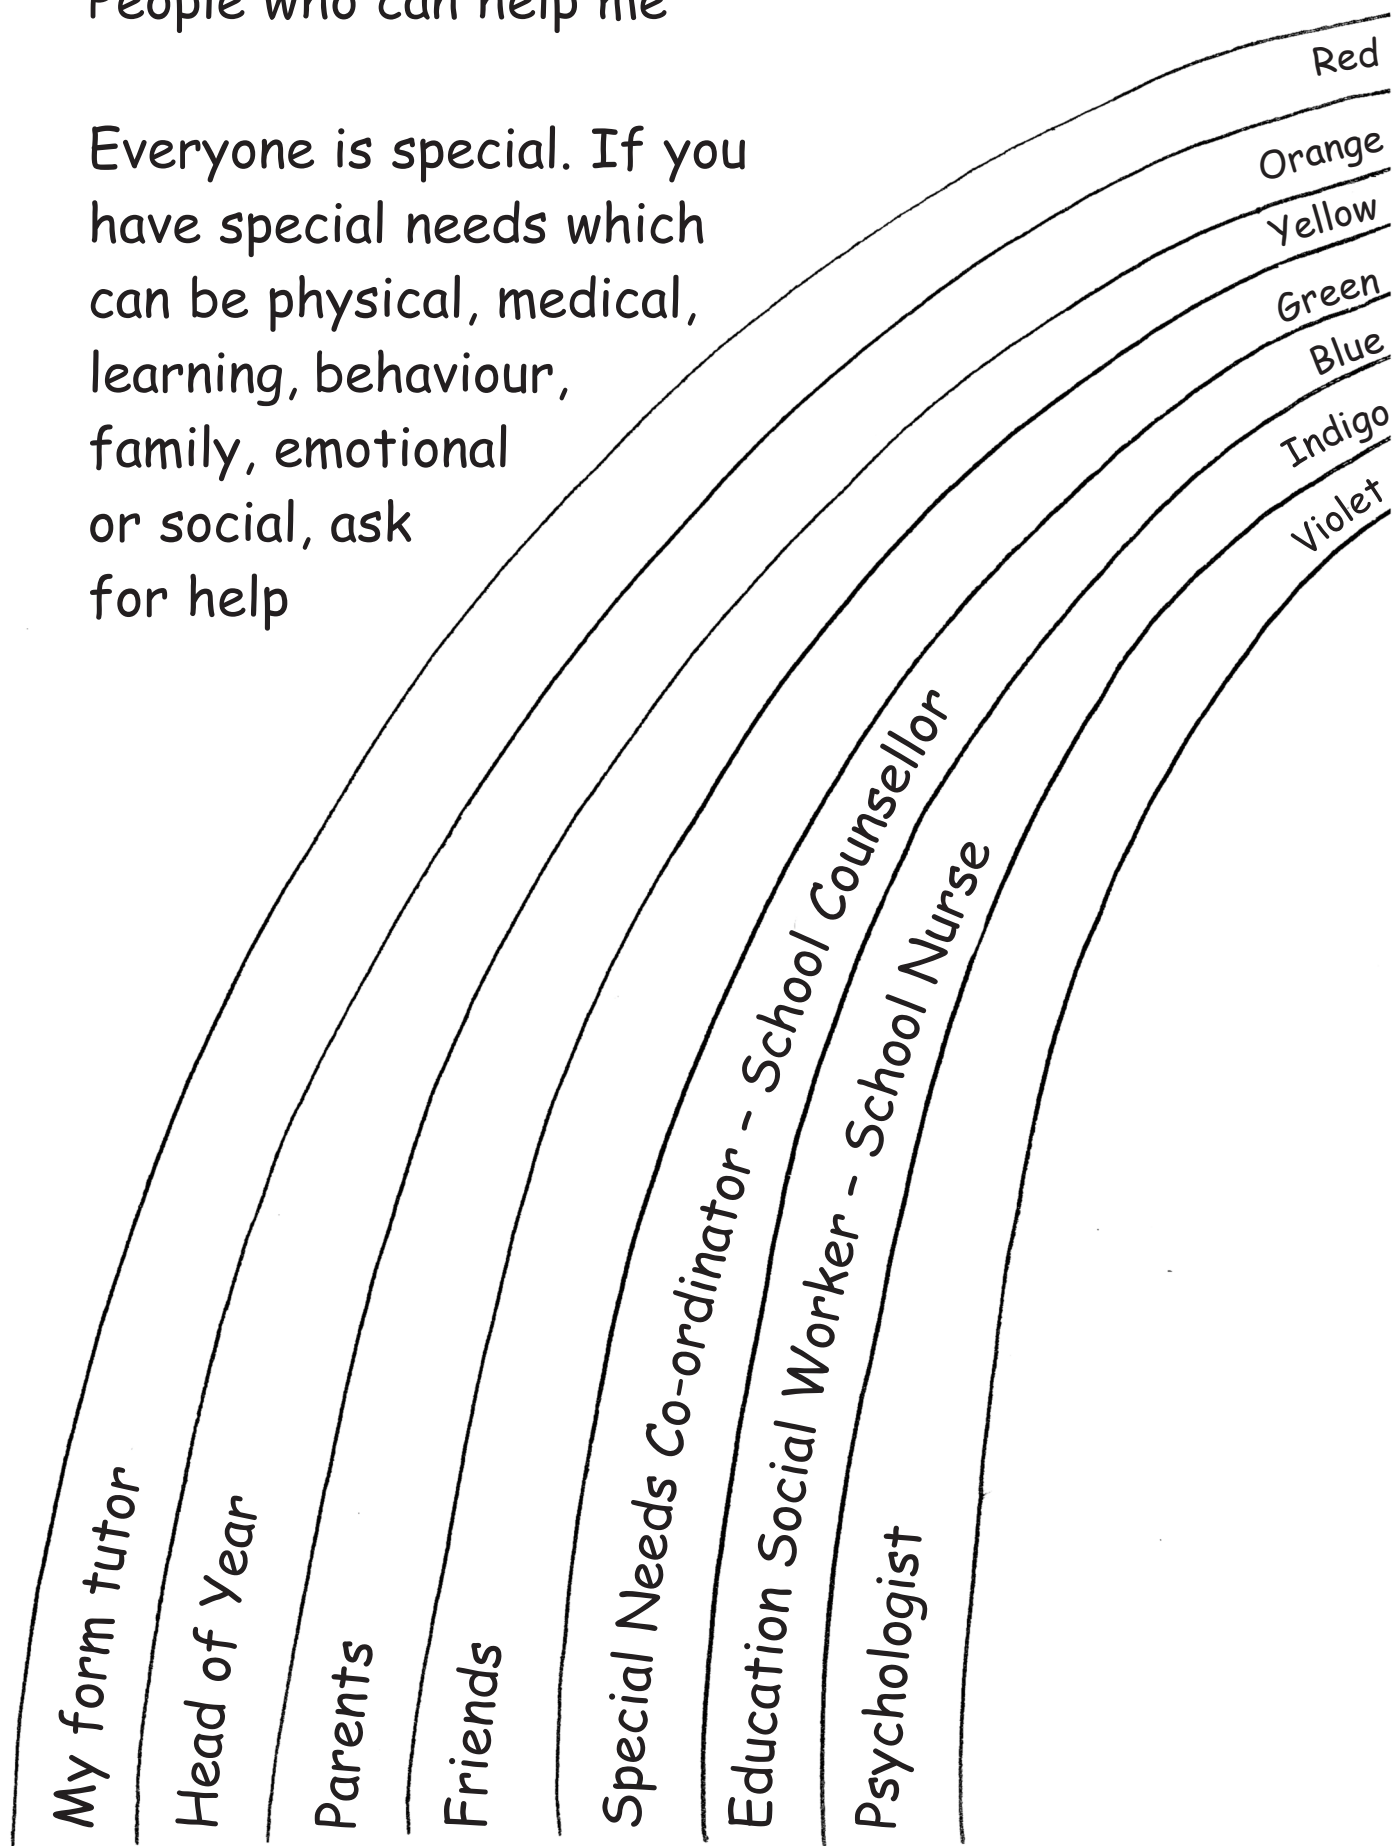 People who can help me
Everyone is special. If you
have special needs which
can be physical, medical,
learning, behaviour,
family, emotional
or social, ask
for help
Red
Orange
Yellow
Green
Blue
Indigo
Violet
My form tutor
Head of Year
Parents
Friends
Special Needs Co-ordinator - School Counsellor
Education Social Worker - School Nurse
Psychologist